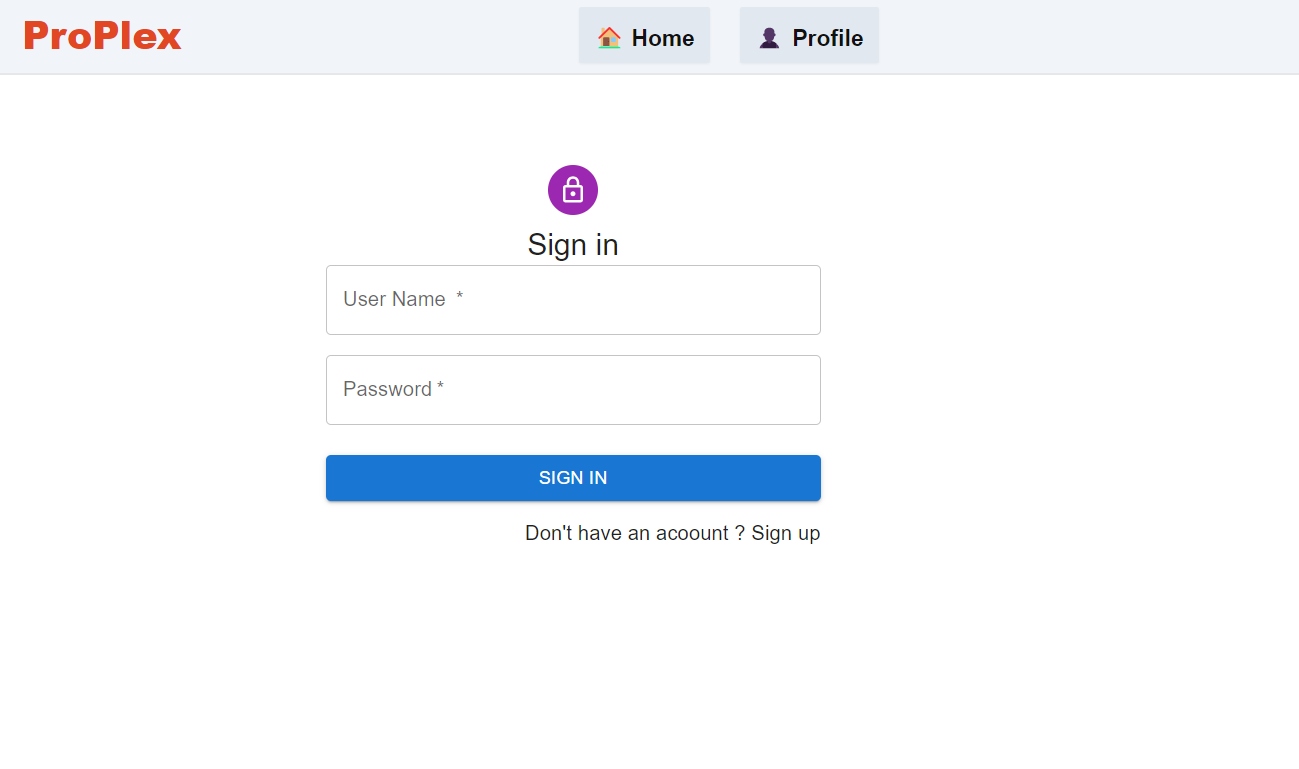 ProPlex
Home
Profile
Sign in
User Name *
Password *
SIGN IN
Don't have an acoount ? Sign up